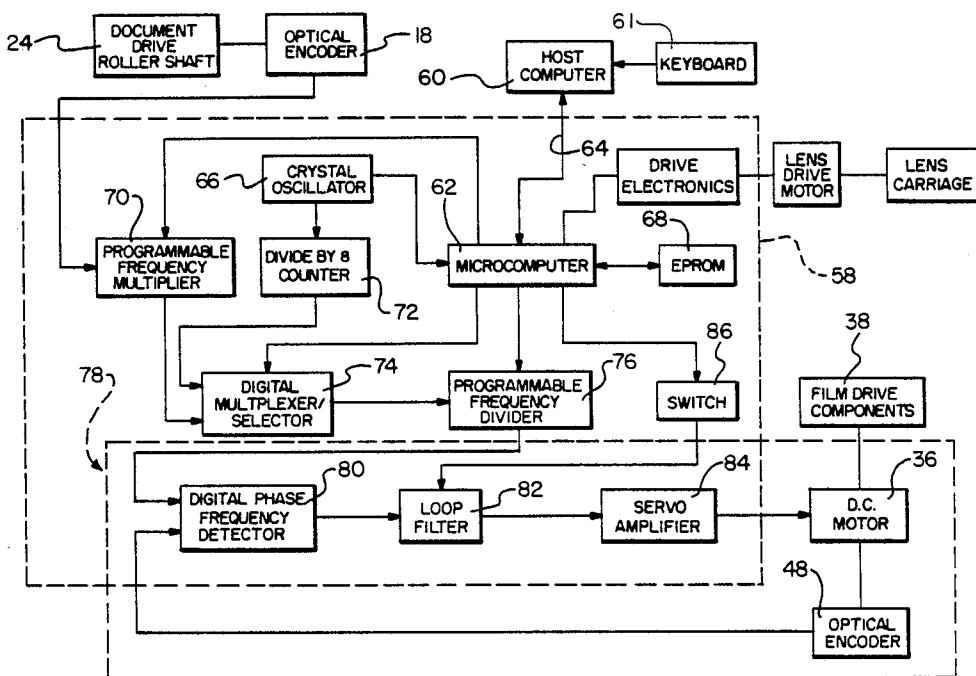 24
DOCUMENT
DRIVE
ROLLER SHAFT
OPTICAL
ENCODER
18
60
HOST
COMPUTER
61
KEYBOARD
64
66
CRYSTAL
OSCILLATOR
62
DRIVE
ELECTRONICS
LENS
DRIVE
MOTOR
LENS
CARRIAGE
70
PROGRAMMABLE
FREQUENCY
MULTIPLIER
DIVIDE BY 8
COUNTER
72
MICROCOMPUTER
68
EPROM
58
78
DIGITAL
MULTPLEXER/
SELECTOR
74
PROGRAMMABLE
FREQUENCY
DIVIDER
76
86
SWITCH
38
FILM DRIVE
COMPONENTS
DIGITAL PHASE
FREQUENCY
DETECTOR
80
LOOP
FILTER
82
SERVO
AMPLIFIER
84
D.C.
MOTOR
36
48
OPTICAL
ENCODER